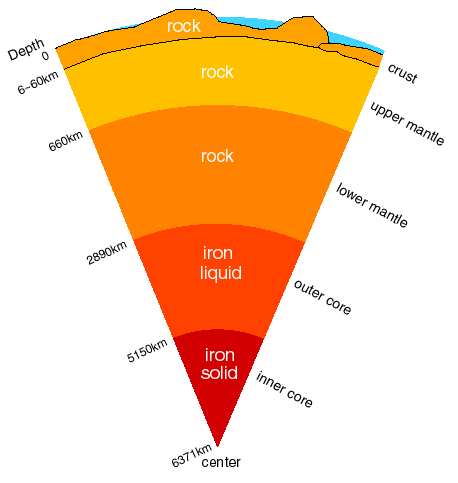 rock
Depth
0
crust
6-60km
rock
upper mantle
660km
rock
lower mantle
2890km
iron
liquid
outer core
5150km
iron
solid
inner core
6371km
center